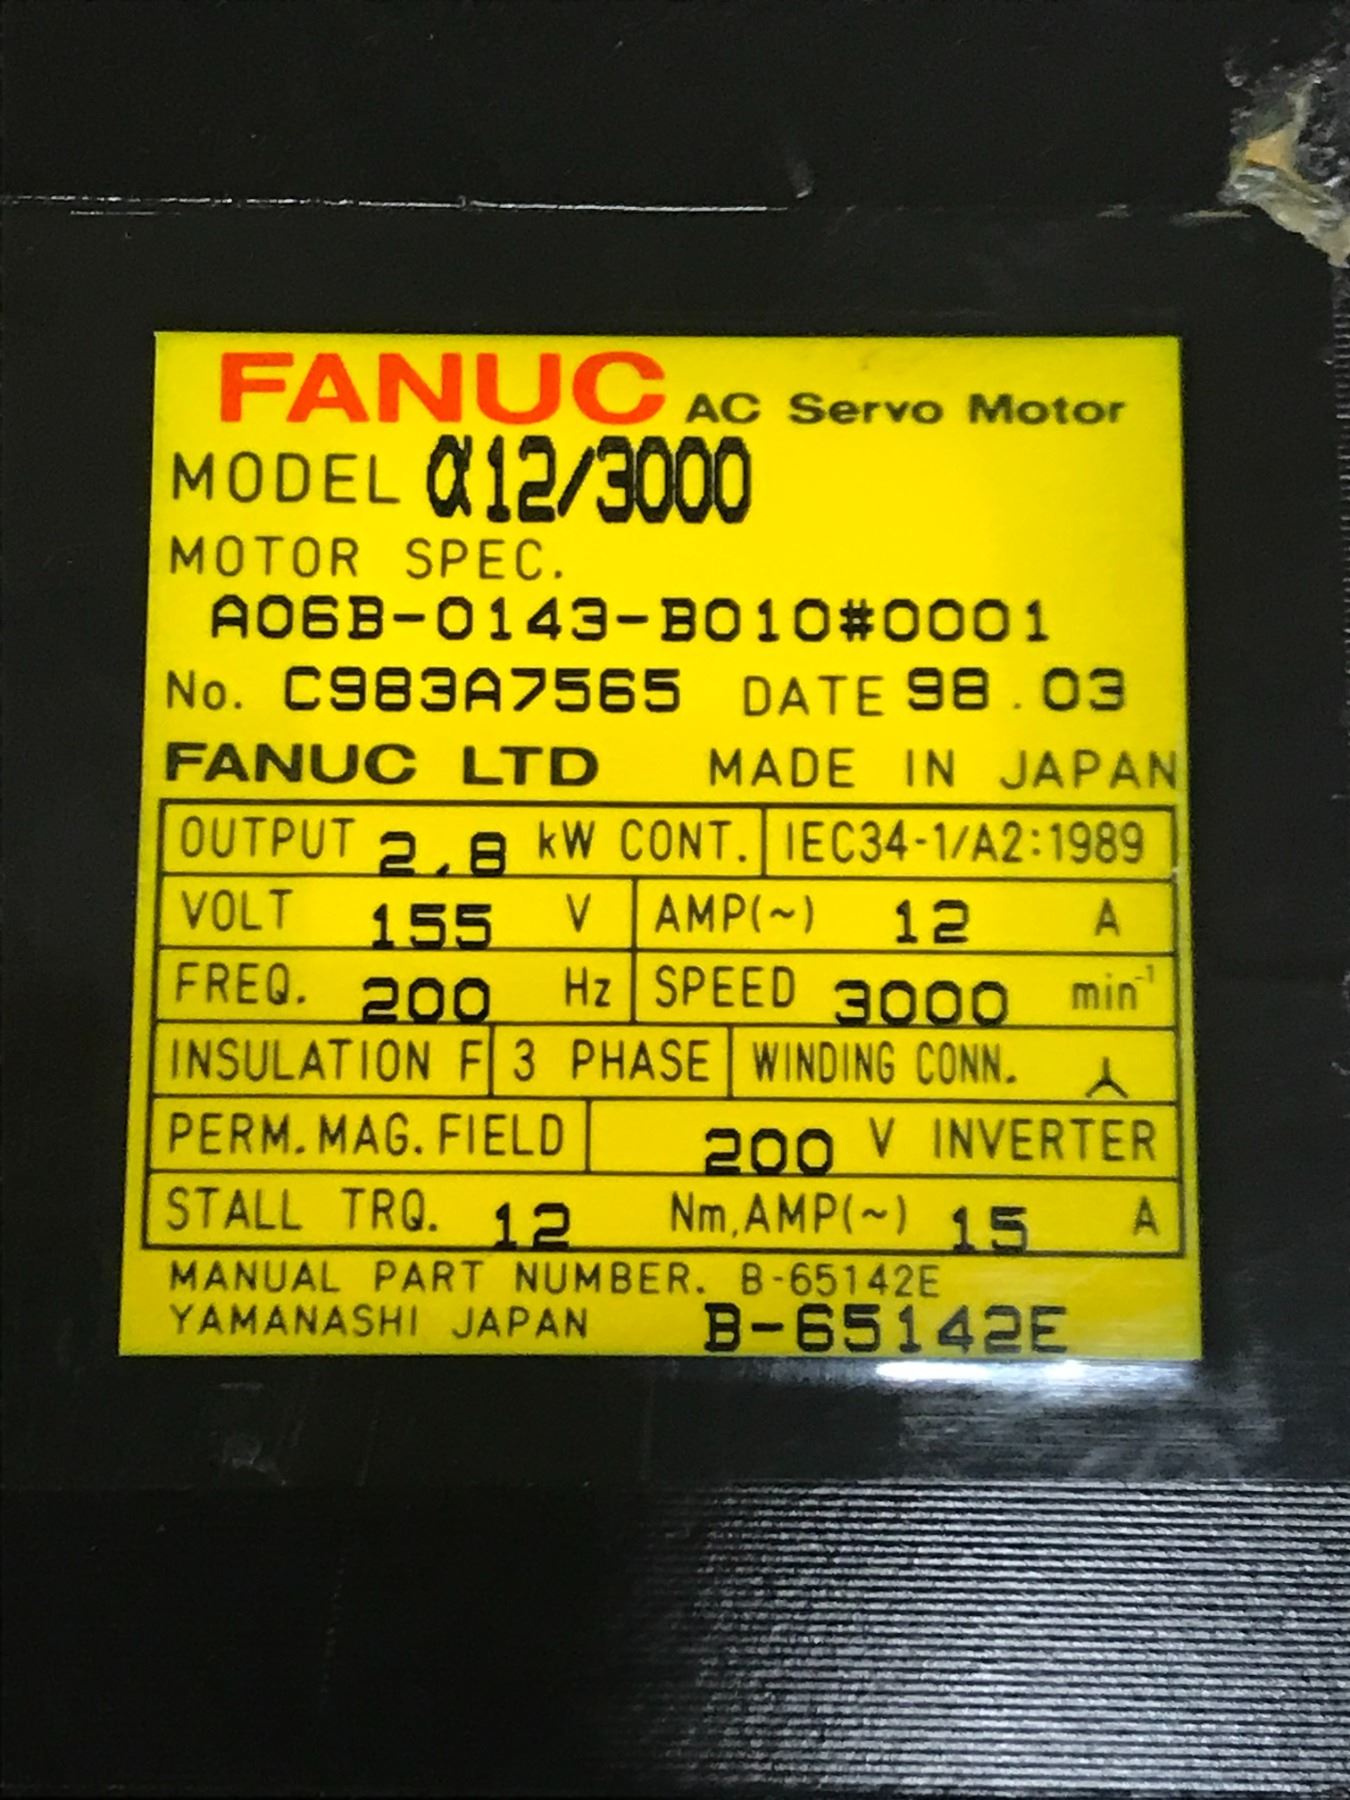 FANUC AC Servo Motor
MODEL α12/3000
MOTOR SPEC.
A06B-0143-B010#0001
No. C983A7565 DATE 98.03
FANUC LTD MADE IN JAPAN
OUTPUT 2.8 kW CONT. IEC34-1/A2:1989
VOLT 155 V AMP(~) 12 A
FREQ. 200 Hz SPEED 3000 min⁻¹
INSULATION F 3 PHASE WINDING CONN.
PERM.MAG.FIELD 200 V INVERTER
STALL TRQ. 12 Nm,AMP(~) 15 A
MANUAL PART NUMBER. B-65142E
YAMANASHI JAPAN B-65142E